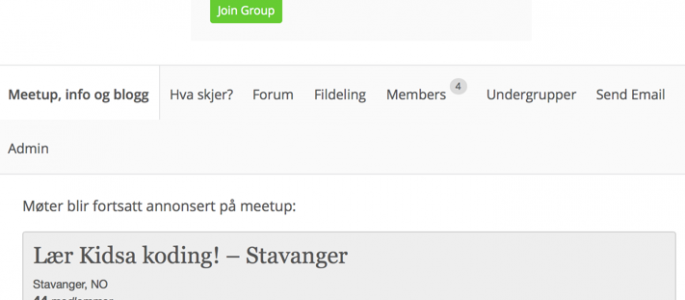 Join Group
Meetup, info og blogg Hva skjer? Forum Fildeling Members 4 Undergrupper Send Email
Admin
Møter blir fortsatt annonsert på meetup:
Lær Kidsa koding! – Stavanger
Stavanger, NO